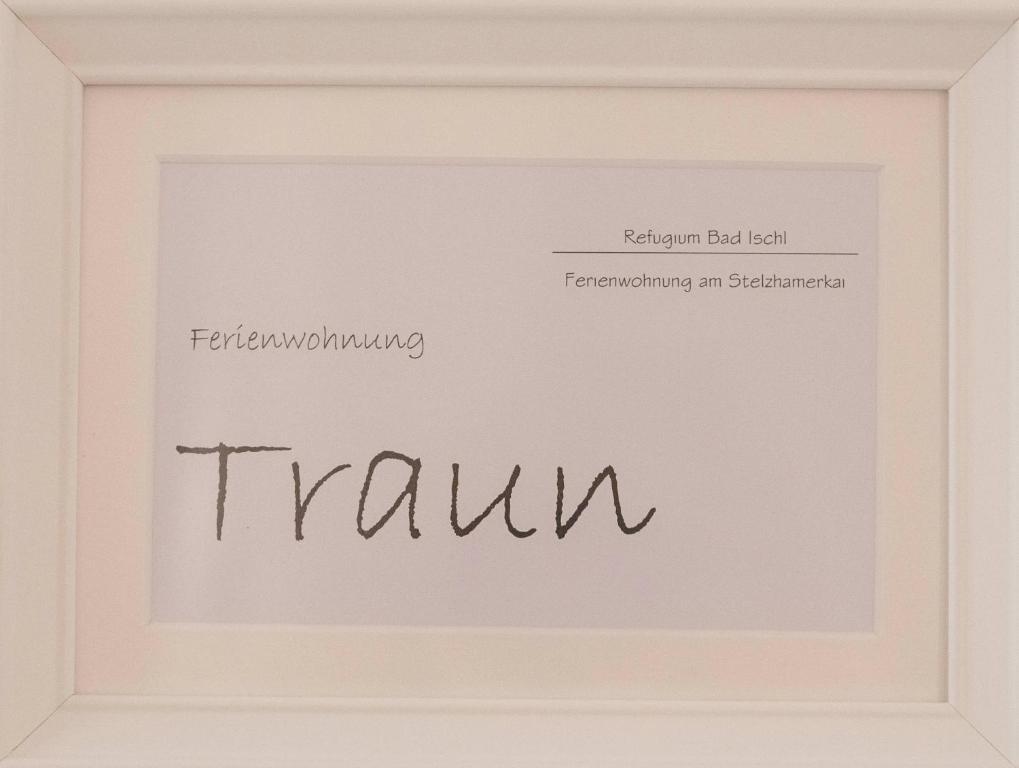 Refugium Bad Ischl
Ferienwohnung am Stelzhamerkai
Ferienwohnung
Traun